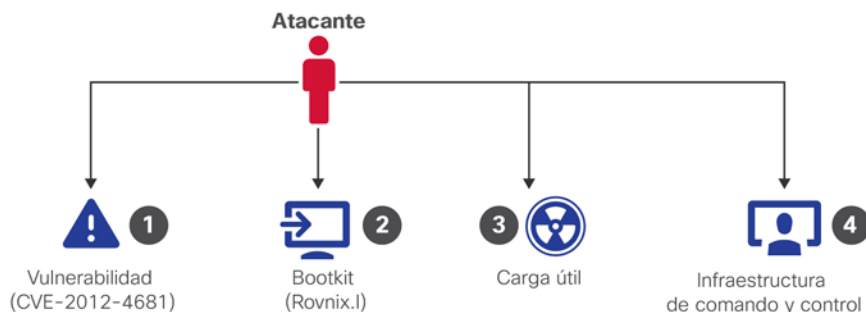 Atacante
1
Vulnerabilidad
(CVE-2012-4681)
2
Bootkit
(Rovnix.I)
3
Carga útil
4
Infraestructura
de comando y control